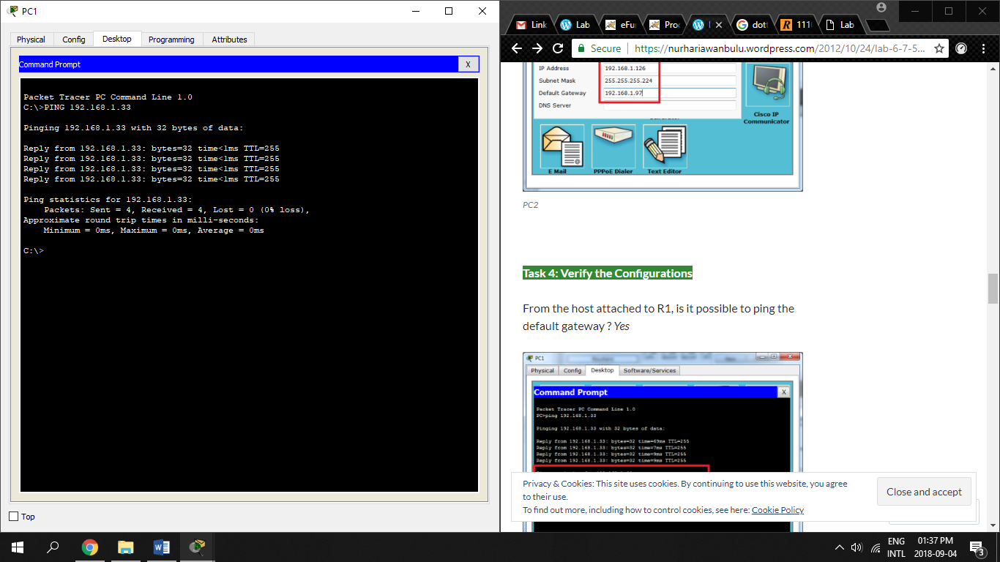 PC1
Physical Config Desktop Programming Attributes
Command Prompt
X
Packet Tracer PC Command Line 1.0
C:\>PING 192.168.1.33
Pinging 192.168.1.33 with 32 bytes of data:
Reply from 192.168.1.33: bytes=32 time<1ms TTL=255
Reply from 192.168.1.33: bytes=32 time<1ms TTL=255
Reply from 192.168.1.33: bytes=32 time<1ms TTL=255
Reply from 192.168.1.33: bytes=32 time<1ms TTL=255
Ping statistics for 192.168.1.33:
Packets: Sent = 4, Received = 4, Lost = 0 (0% loss),
Approximate round trip times in milli-seconds:
Minimum = 0ms, Maximum = 0ms, Average = 0ms
C:\>
Top
Link Lab eFu Pro dot 111 Lab
Secure https://nurhariawanbulu.wordpress.com/2012/10/24/lab-6-7-5...
IP Address 192.168.1.126
Subnet Mask 255.255.255.224
Default Gateway 192.168.1.97
DNS Server
Cisco IP
Communicator
E Mail PPPoE Dialer Text Editor
PC2
Task 4: Verify the Configurations
From the host attached to R1, is it possible to ping the
default gateway ? Yes
PC1
Physical Config Desktop Software/Services
Command Prompt
X
Packet Tracer PC Command Line 1.0
PC>ping 192.168.1.33
Pinging 192.168.1.33 with 32 bytes of data:
Reply from 192.168.1.33: bytes=32 time=69ms TTL=255
Reply from 192.168.1.33: bytes=32 time=7ms TTL=255
Reply from 192.168.1.33: bytes=32 time=9ms TTL=255
Reply from 192.168.1.33: bytes=32 time=9ms TTL=255
Privacy & Cookies: This site uses cookies. By continuing to use this website, you agree
to their use.
To find out more, including how to control cookies, see here: Cookie Policy
Close and accept
ENG
INTL
01:37 PM
2018-09-04
3